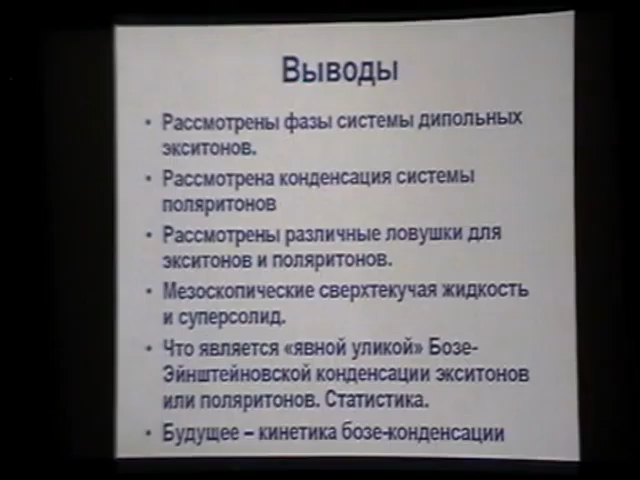 Выводы
• Рассмотрены фазы системы дипольных
экситонов.
• Рассмотрена конденсация системы
поляритонов
• Рассмотрены различные ловушки для
экситонов и поляритонов.
• Мезоскопические сверхтекучая жидкость
и суперсолид.
• Что является «явной уликой» Бозе-
Эйнштейновской конденсации экситонов
или поляритонов. Статистика.
• Будущее – кинетика бозе-конденсации